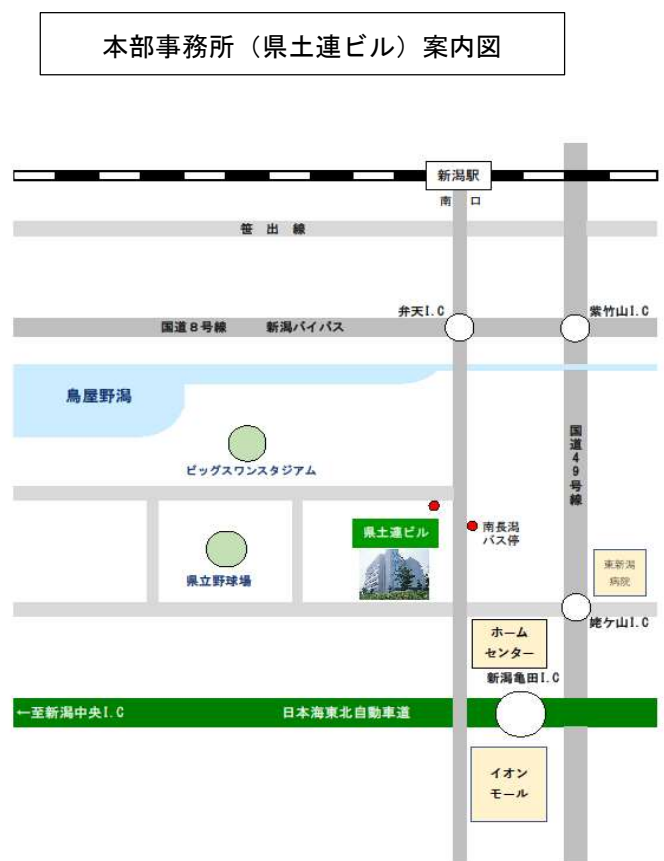 本部事務所（県土連ビル）案内図
新潟駅
南　口
笹　出　線
弁天I.C
紫竹山I.C
国道８号線　新潟バイパス
鳥屋野潟
国道49号線
ビッグスワンスタジアム
県土連ビル
南長潟
バス停
県立野球場
東新潟
病院
姥ケ山I.C
ホーム
センター
新潟亀田I.C
←至新潟中央I.C
日本海東北自動車道
イオン
モール